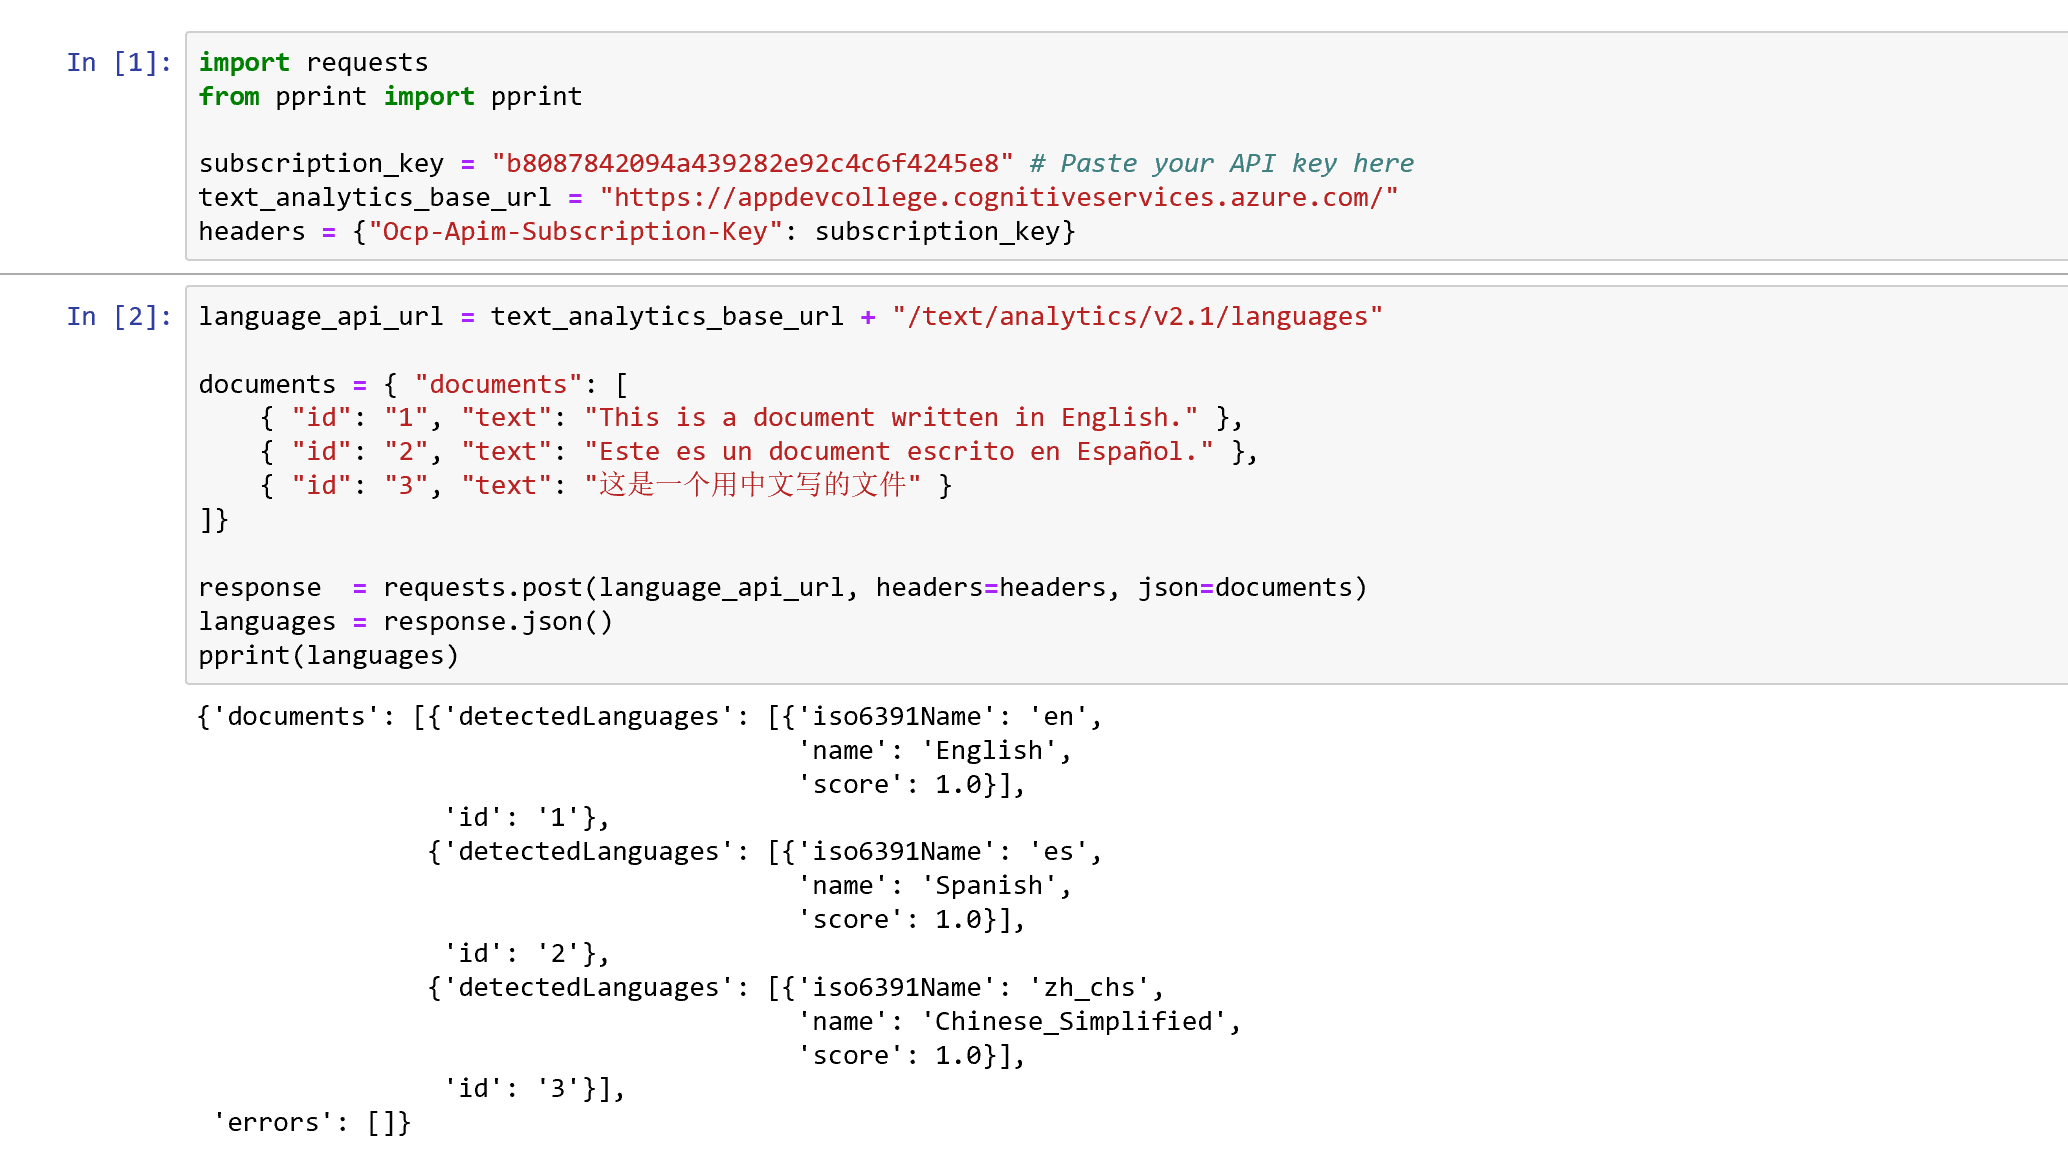 In [1]: import requests
from pprint import pprint
subscription_key = "b8087842094a439282e92c4c6f4245e8" # Paste your API key here
text_analytics_base_url = "https://appdevcollege.cognitiveservices.azure.com/"
headers = {"Ocp-Apim-Subscription-Key": subscription_key}
In [2]: language_api_url = text_analytics_base_url + "/text/analytics/v2.1/languages"
documents = { "documents": [
    { "id": "1", "text": "This is a document written in English." },
    { "id": "2", "text": "Este es un document escrito en Español." },
    { "id": "3", "text": "这是一个用中文写的文件" }
]}
response  = requests.post(language_api_url, headers=headers, json=documents)
languages = response.json()
pprint(languages)
{'documents': [{'detectedLanguages': [{'iso6391Name': 'en',
                                       'name': 'English',
                                       'score': 1.0}],
                'id': '1'},
               {'detectedLanguages': [{'iso6391Name': 'es',
                                       'name': 'Spanish',
                                       'score': 1.0}],
                'id': '2'},
               {'detectedLanguages': [{'iso6391Name': 'zh_chs',
                                       'name': 'Chinese_Simplified',
                                       'score': 1.0}],
                'id': '3'}],
 'errors': []}